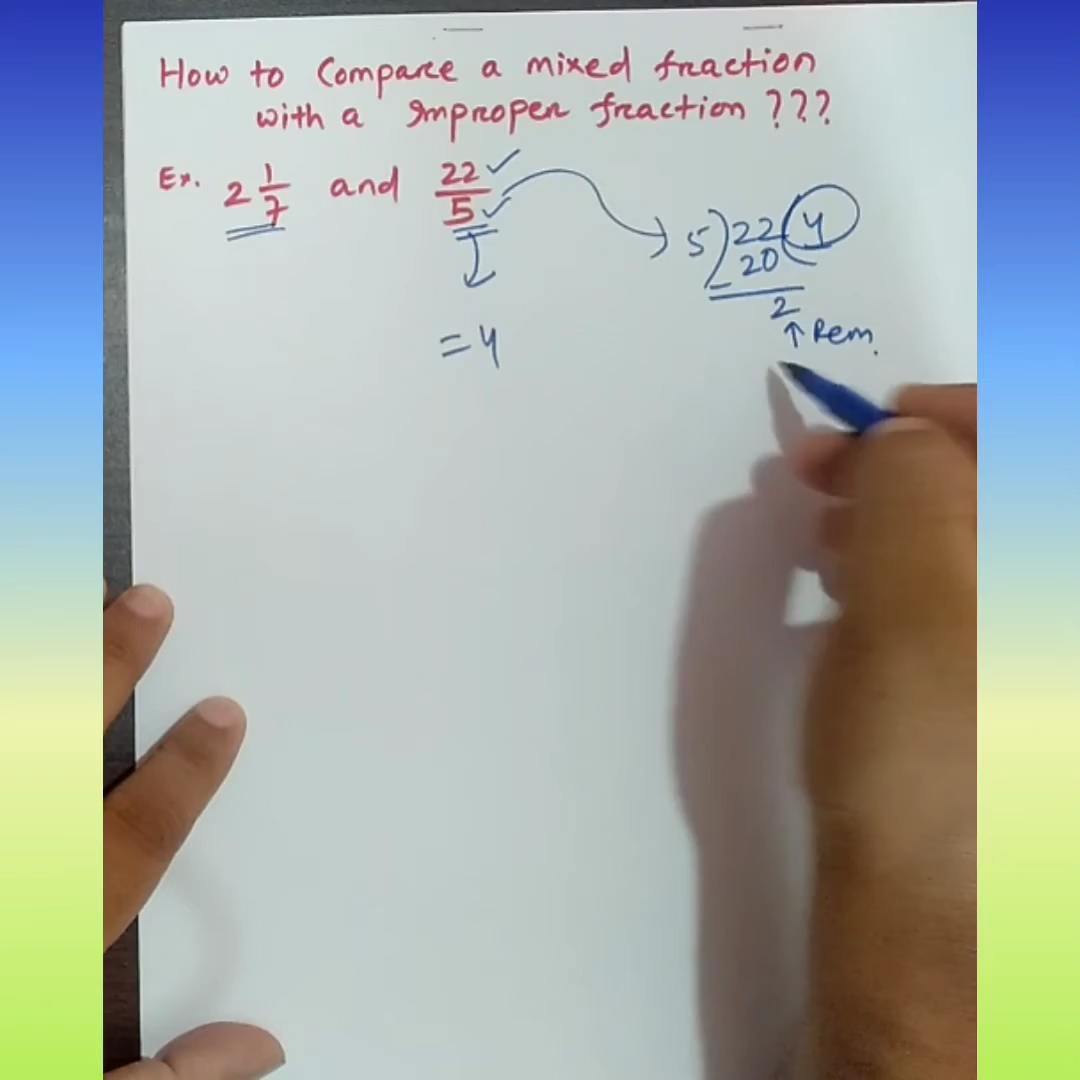 How to Compare a mixed fraction
with a Improper fraction ???
Ex. 2 1/7 and 22/5 ✓ ✓
5)22(4
20
−
2
↑ Rem.
= 4